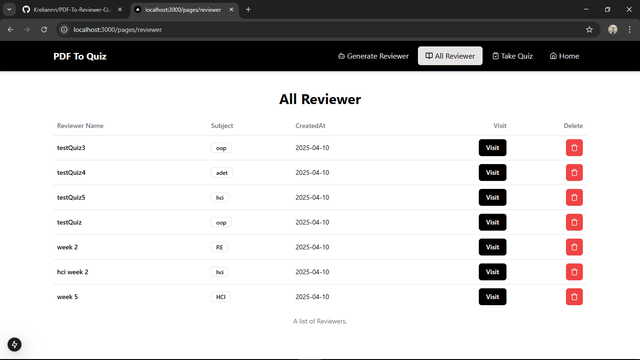 Kreliannn/PDF-To-Reviewer-Qu
localhost:3000/pages/reviewer
localhost:3000/pages/reviewer
PDF To Quiz
Generate Reviewer
All Reviewer
Take Quiz
Home
All Reviewer
Reviewer Name Subject CreatedAt Visit Delete
testQuiz3 oop 2025-04-10 Visit
testQuiz4 adet 2025-04-10 Visit
testQuiz5 hci 2025-04-10 Visit
testQuiz oop 2025-04-10 Visit
week 2 P.E 2025-04-10 Visit
hci week 2 hci 2025-04-10 Visit
week 5 HCI 2025-04-10 Visit
A list of Reviewers.